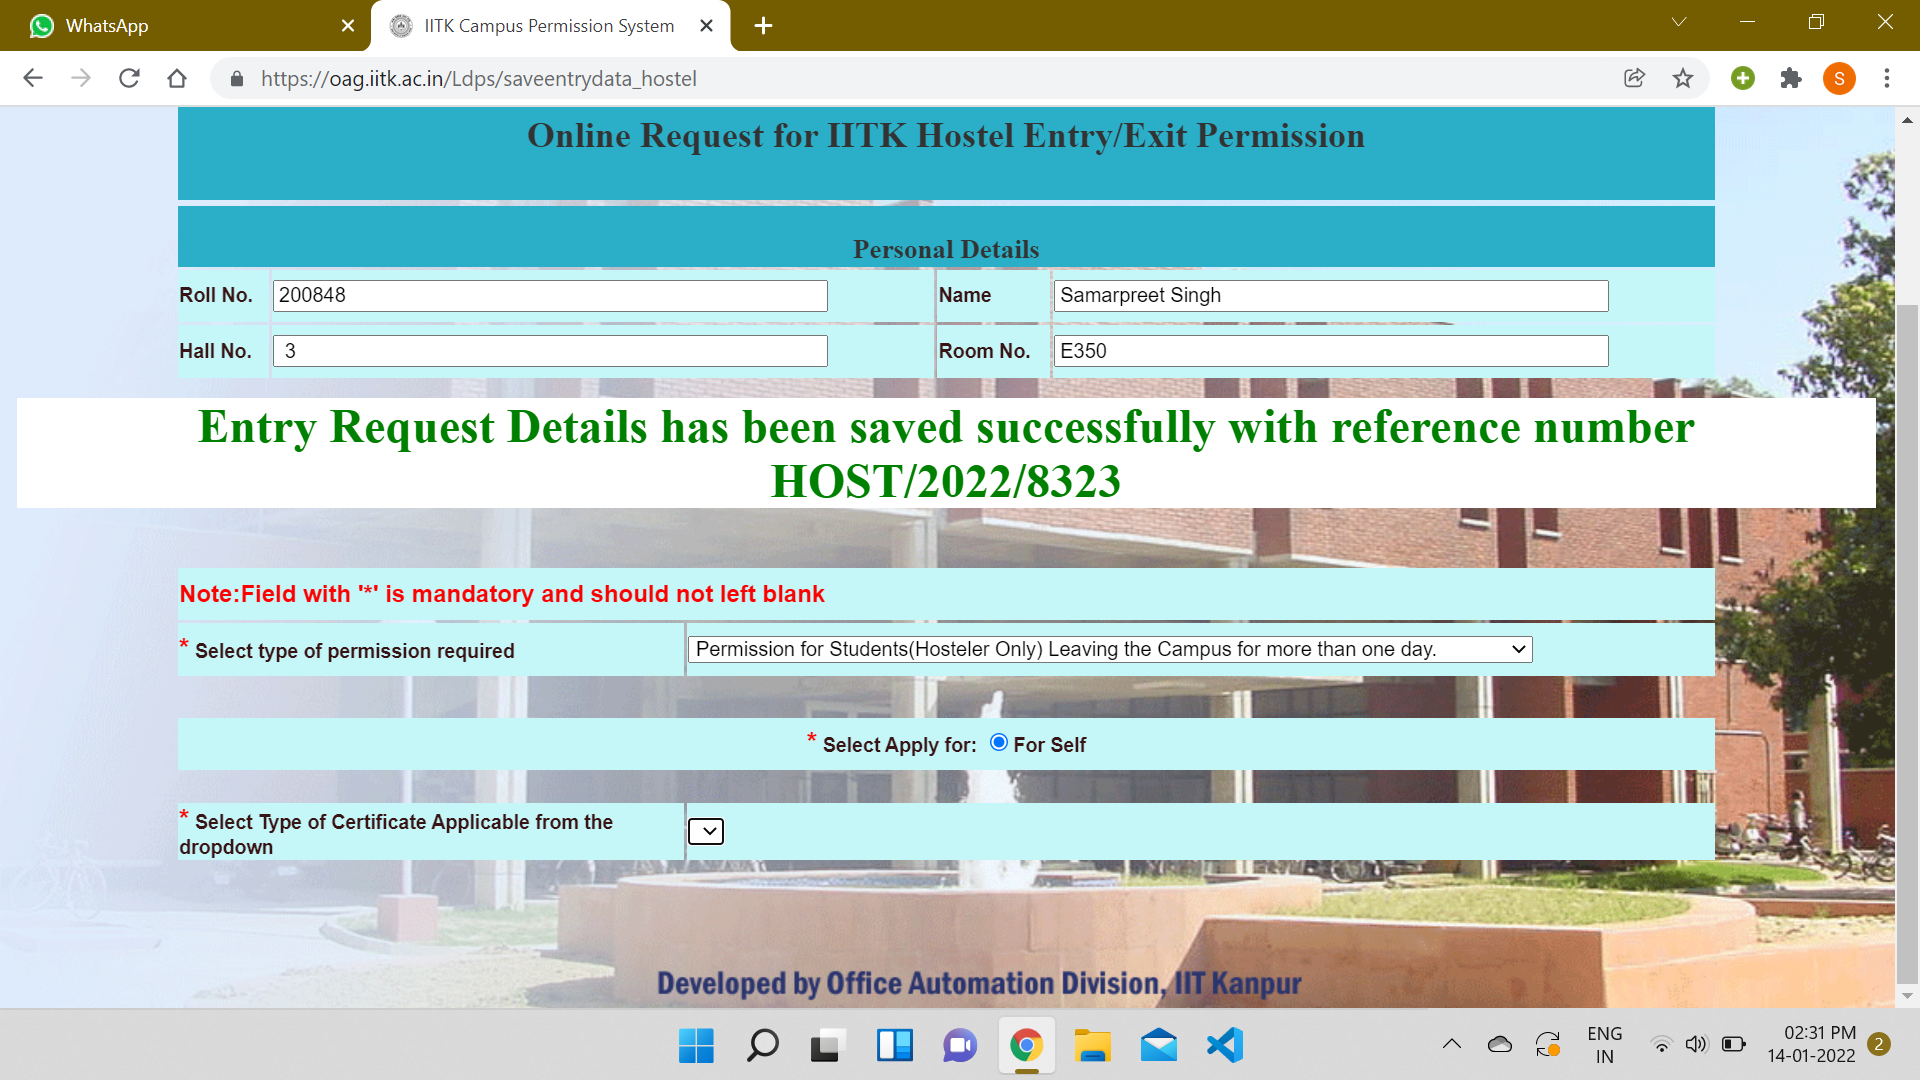 WhatsApp
IITK Campus Permission System
https://oag.iitk.ac.in/Ldps/saveentrydata_hostel
S
Online Request for IITK Hostel Entry/Exit Permission
Personal Details
Roll No. 200848 Name Samarpreet Singh
Hall No. 3 Room No. E350
Entry Request Details has been saved successfully with reference number
HOST/2022/8323
Note:Field with '*' is mandatory and should not left blank
* Select type of permission required Permission for Students(Hosteler Only) Leaving the Campus for more than one day.
* Select Apply for: For Self
* Select Type of Certificate Applicable from the
dropdown
Developed by Office Automation Division, IIT Kanpur
ENG
IN
02:31 PM
14-01-2022
2